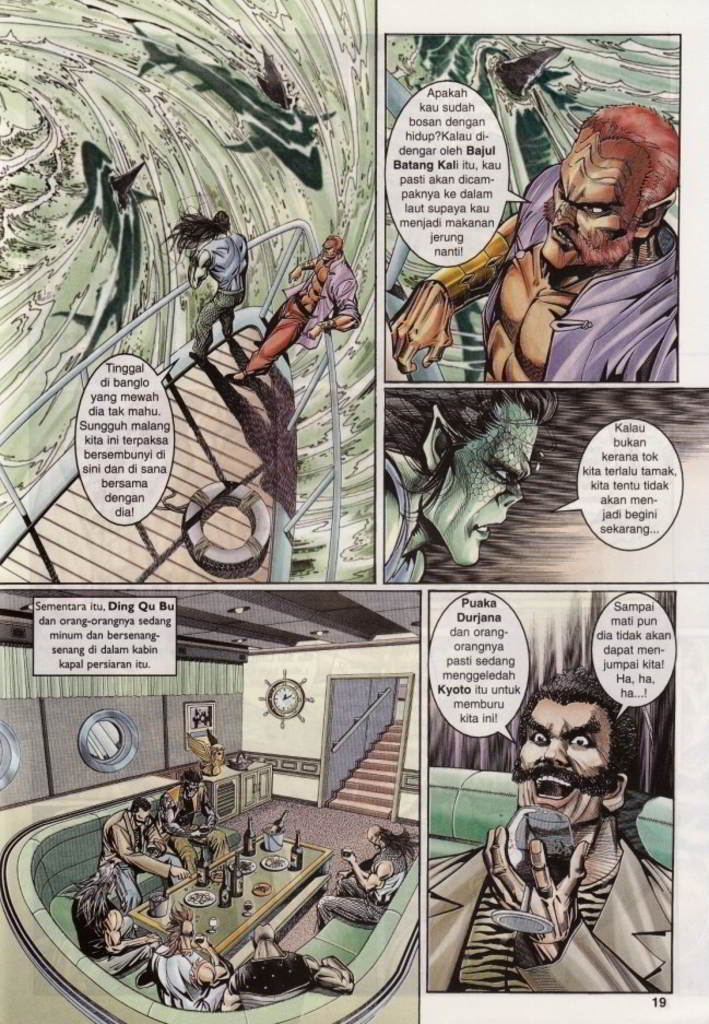 Tinggal
di banglo
yang mewah
dia tak mahu.
Sungguh malang
kita ini terpaksa
bersembunyi di
sini dan di sana
bersama
dengan
dia!
Apakah
kau sudah
bosan dengan
hidup?Kalau di-
dengar oleh Bajul
Batang Kali itu, kau
pasti akan dicam-
paknya ke dalam
laut supaya kau
menjadi makanan
jerung
nanti!
Kalau
bukan
kerana tok
kita terlalu tamak,
kita tentu tidak
akan men-
jadi begini
sekarang...
Sementara itu, Ding Qu Bu
dan orang-orangnya sedang
minum dan bersenang-
senang di dalam kabin
kapal persiaran itu.
Puaka
Durjana
dan orang-
orangnya
pasti sedang
menggeledah
Kyoto itu untuk
memburu
kita ini!
Sampai
mati pun
dia tidak akan
dapat men-
jumpai kita!
Ha, ha,
ha...!
19